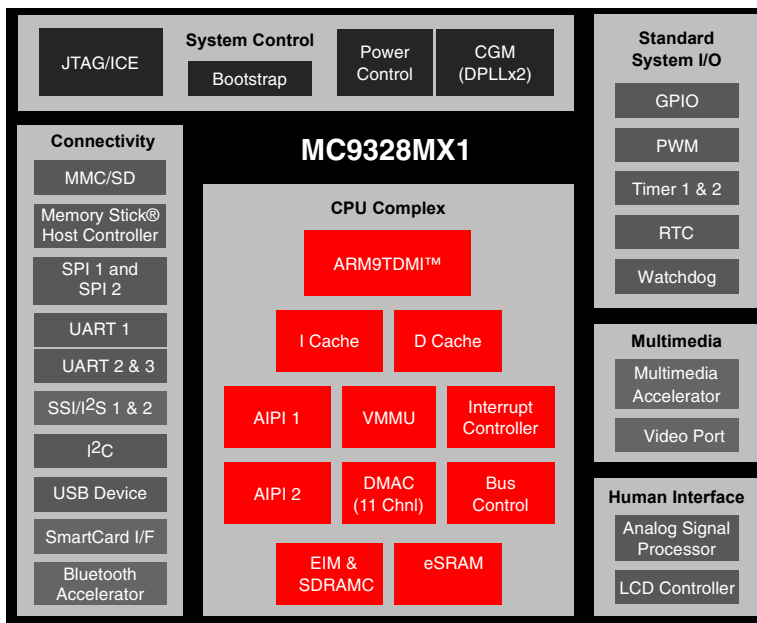 System Control
JTAG/ICE
Bootstrap
Power
Control
CGM
(DPLLx2)
Standard
System I/O
GPIO
PWM
Timer 1 & 2
RTC
Watchdog
Connectivity
MMC/SD
Memory Stick®
Host Controller
SPI 1 and
SPI 2
UART 1
UART 2 & 3
SSI/I2S 1 & 2
I2C
USB Device
SmartCard I/F
Bluetooth
Accelerator
MC9328MX1
CPU Complex
ARM9TDMI™
I Cache
D Cache
AIPI 1
VMMU
Interrupt
Controller
AIPI 2
DMAC
(11 Chnl)
Bus
Control
EIM &
SDRAMC
eSRAM
Multimedia
Multimedia
Accelerator
Video Port
Human Interface
Analog Signal
Processor
LCD Controller